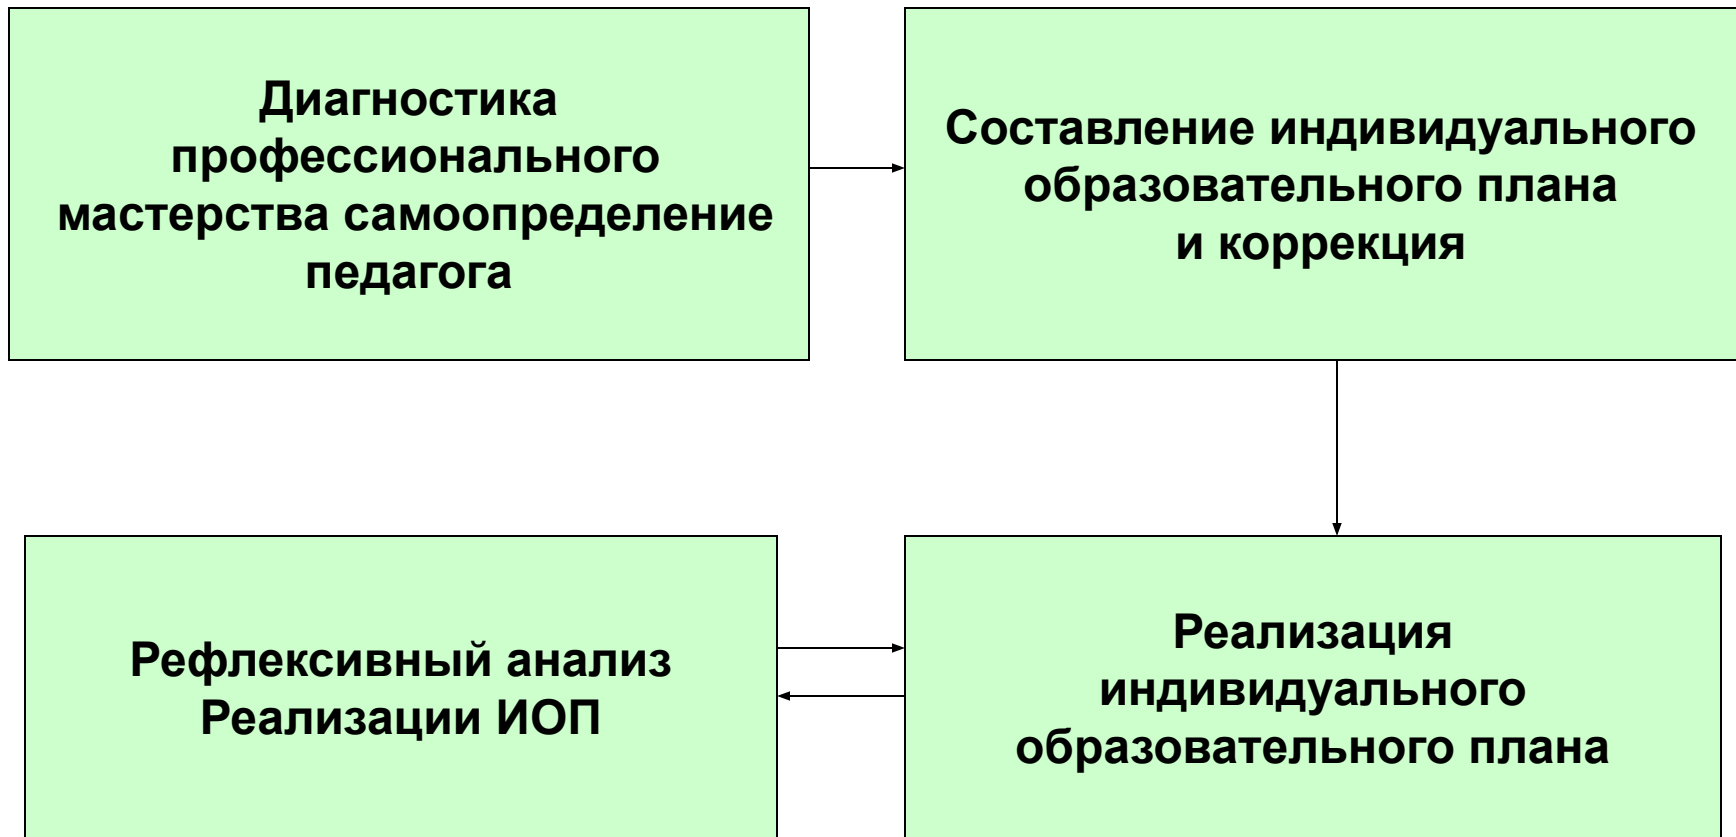 Диагностика
профессионального
мастерства самоопределение
педагога
Составление индивидуального
образовательного плана
и коррекция
Рефлексивный анализ
Реализации ИОП
Реализация
индивидуального
образовательного плана